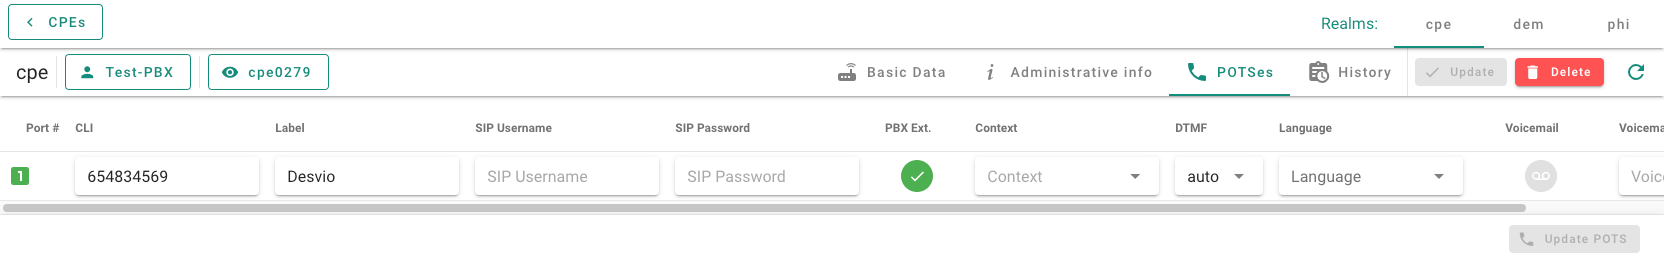 CPEs
Realms: cpe dem phi
cpe Test-PBX cpe0279 Basic Data Administrative info POTSes History Update Delete
Port # CLI Label SIP Username SIP Password PBX Ext. Context DTMF Language Voicemail Voicema
1 654834569 Desvio SIP Username SIP Password Context auto Language Voic
Update POTS